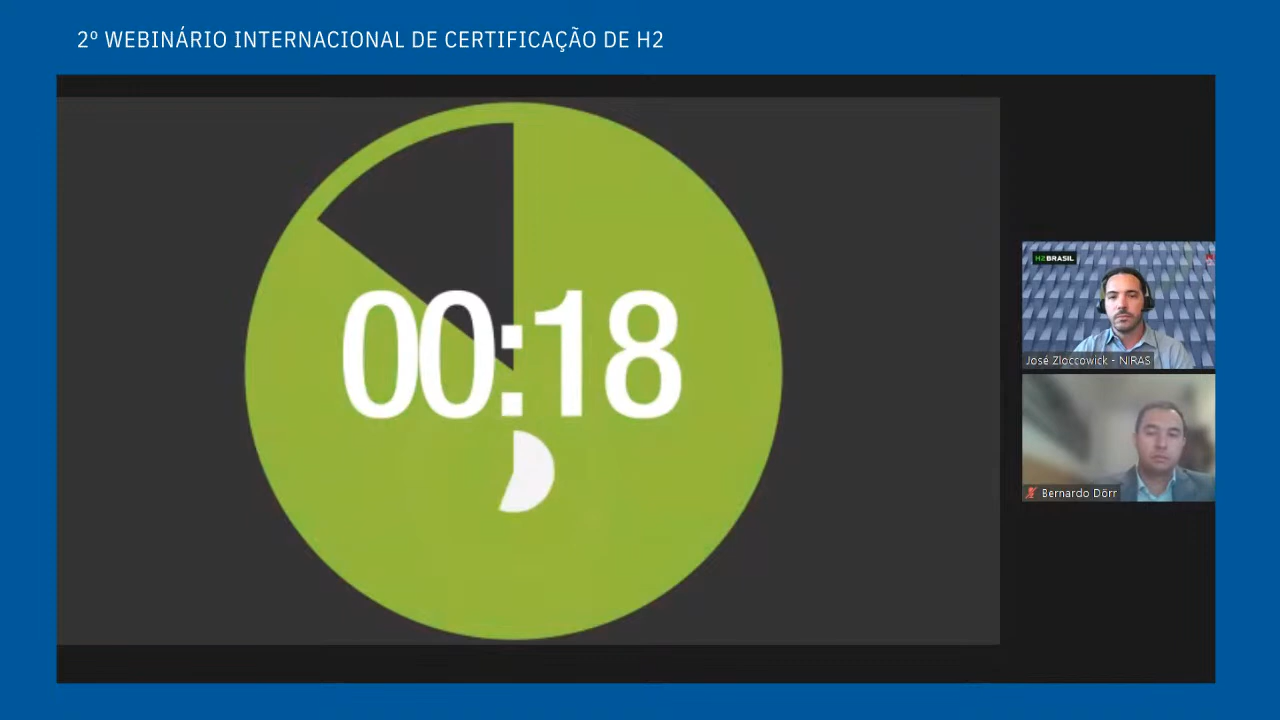 2º WEBINÁRIO INTERNACIONAL DE CERTIFICAÇÃO DE H2
00:18
H2BRASIL
José Zloccowick - NIRAS
Bernardo Dörr